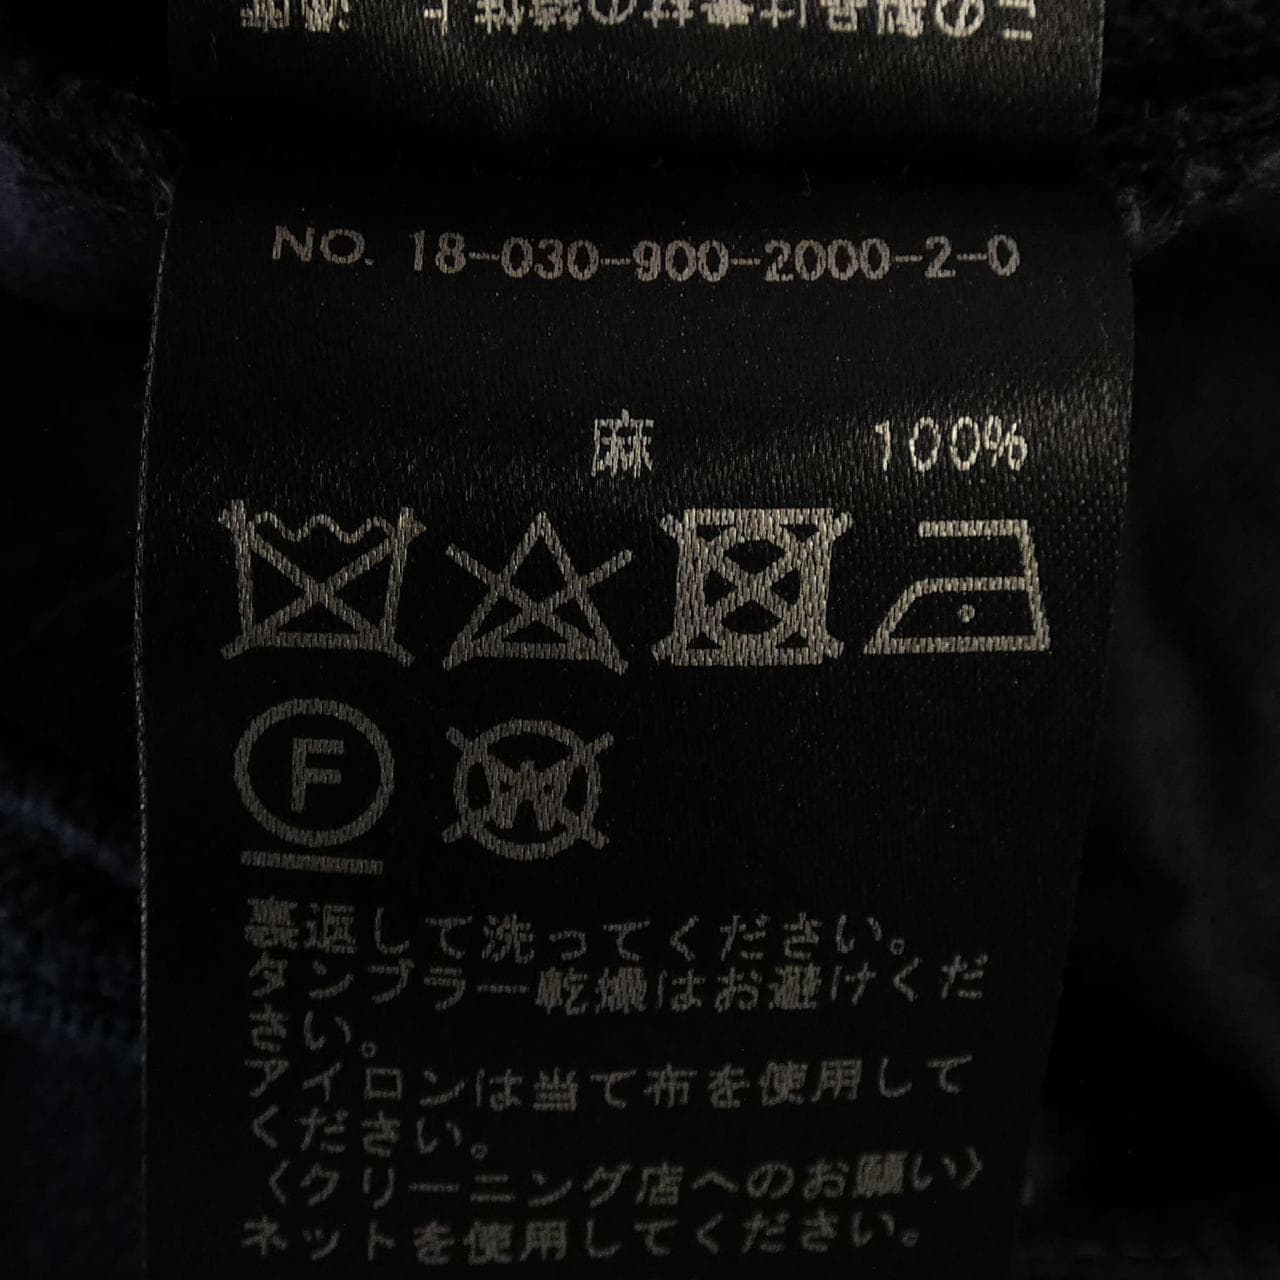 NO. 18-030-900-2000-2-0
麻 100%
F
W
裏返して洗ってください。
タンブラー乾燥はお避けくだ
さい。
アイロンは当て布を使用して
ください。
〈クリーニング店へのお願い〉
ネットを使用してください。